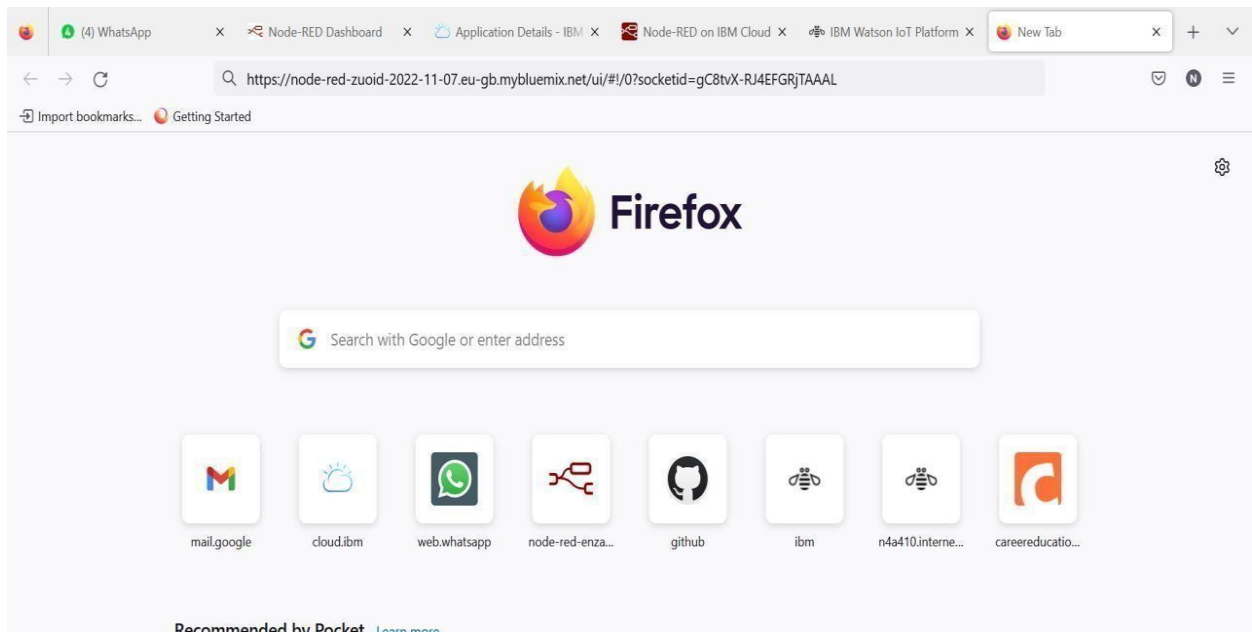 (4) WhatsApp
Node-RED Dashboard
Application Details - IBM
Node-RED on IBM Cloud
IBM Watson IoT Platform
New Tab
https://node-red-zuoid-2022-11-07.eu-gb.mybluemix.net/ui/#!/0?socketid=gC8tvX-RJ4EFGRjTAAAL
N
Import bookmarks...
Getting Started
Firefox
Search with Google or enter address
mail.google
cloud.ibm
web.whatsapp
node-red-enza...
github
ibm
n4a410.interne...
careereducatio...
Recommended by Pocket Learn more